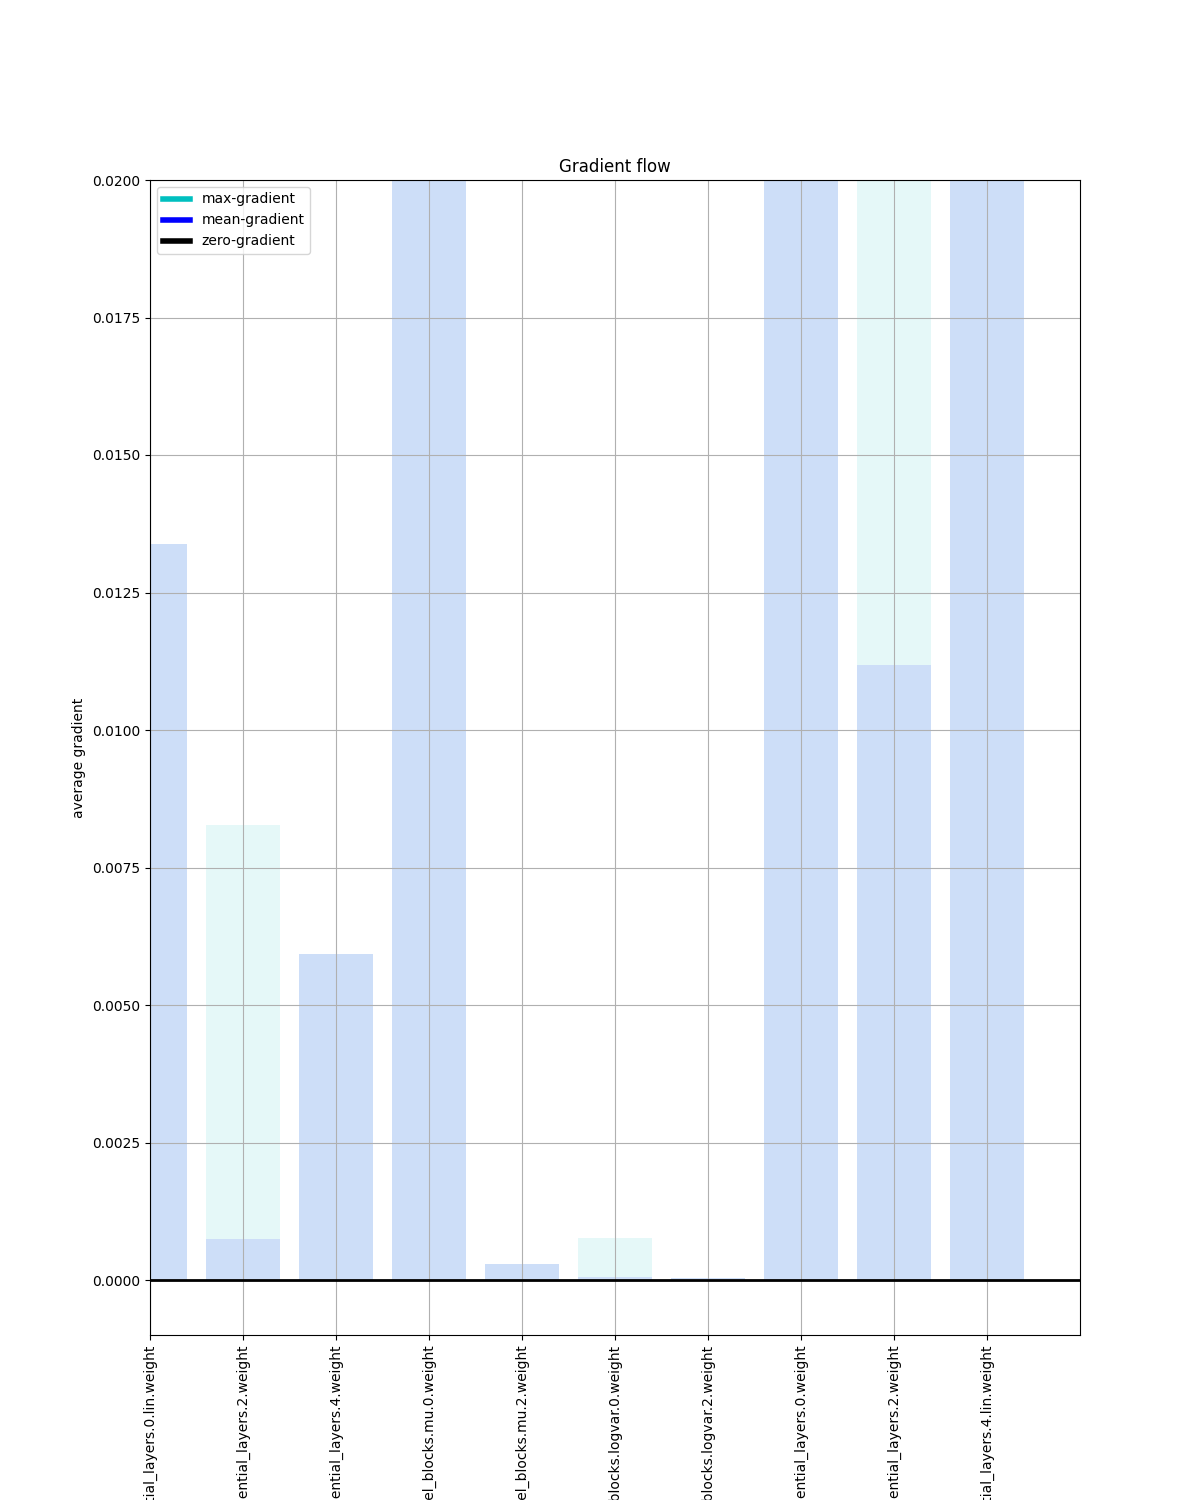 Gradient flow
max-gradient
mean-gradient
zero-gradient
0.0200
0.0175
0.0150
0.0125
0.0100
0.0075
0.0050
0.0025
0.0000
average gradient
tial_layers.0.lin.weight
ential_layers.2.weight
ential_layers.4.weight
el_blocks.mu.0.weight
el_blocks.mu.2.weight
blocks.logvar.0.weight
blocks.logvar.2.weight
ential_layers.0.weight
ential_layers.2.weight
tial_layers.4.lin.weight